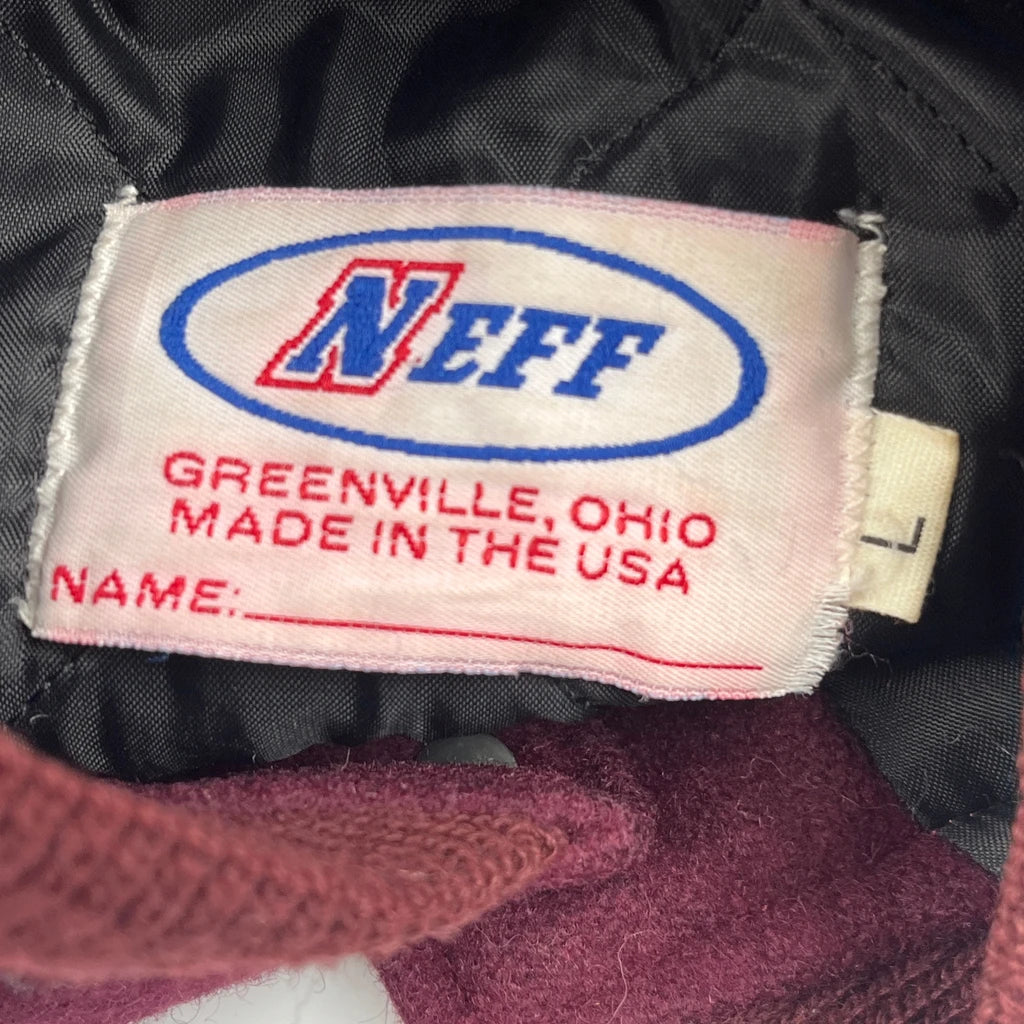 NEFF
GREENVILLE, OHIO
MADE IN THE USA
NAME:
L